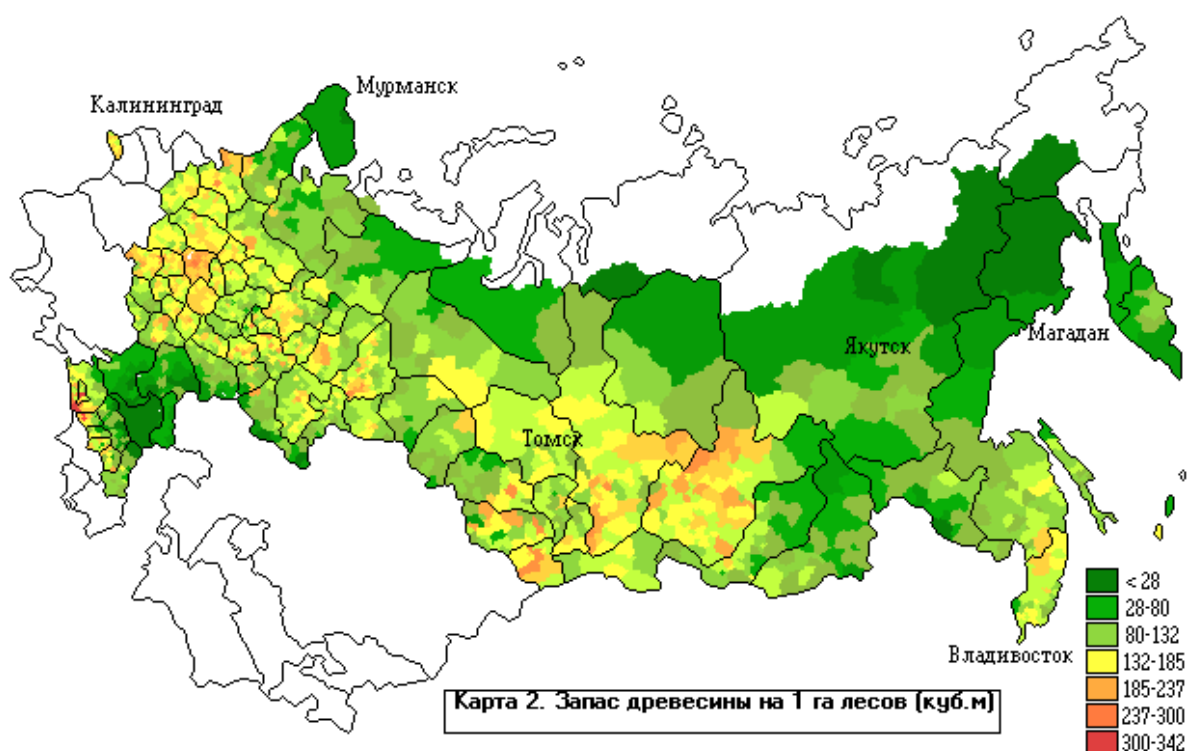 Мурманск
Калининград
Якутск
Магадан
Томск
Владивосток
< 28
28-80
80-132
132-185
185-237
237-300
300-342
Карта 2. Запас древесины на 1 га лесов (куб.м)